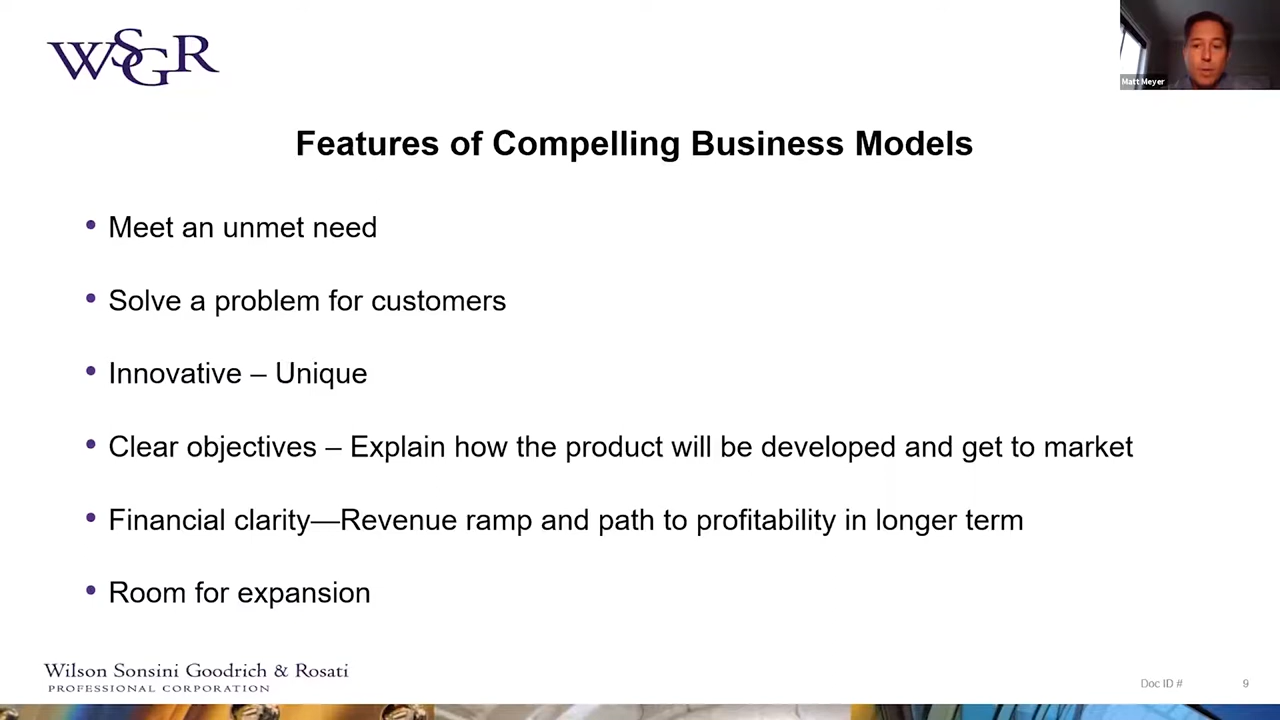 WSGR
Matt Meyer
Features of Compelling Business Models
• Meet an unmet need
• Solve a problem for customers
• Innovative – Unique
• Clear objectives – Explain how the product will be developed and get to market
• Financial clarity—Revenue ramp and path to profitability in longer term
• Room for expansion
Wilson Sonsini Goodrich & Rosati
PROFESSIONAL CORPORATION
Doc ID #
9